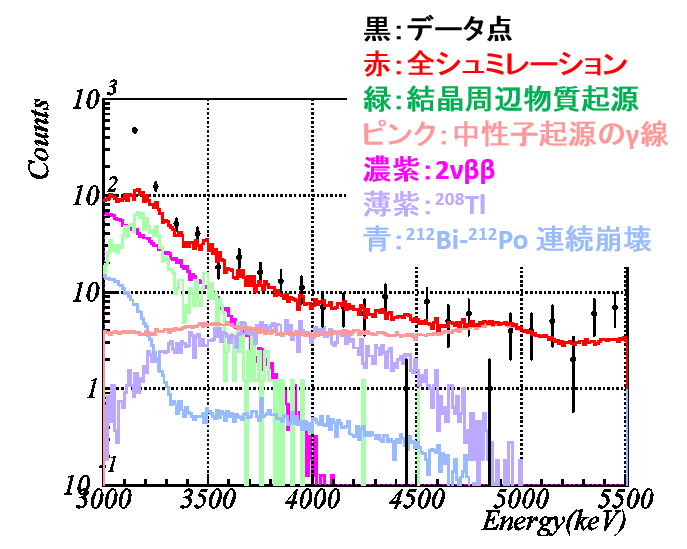 黒：データ点
赤：全シュミレーション
緑：結晶周辺物質起源
ピンク：中性子起源のγ線
濃紫：2νββ
薄紫：²⁰⁸Tl
青：²¹²Bi-²¹²Po 連続崩壊
Counts
10³
10²
10
1
10⁻¹
3000 3500 4000 4500 5000 5500
Energy(keV)